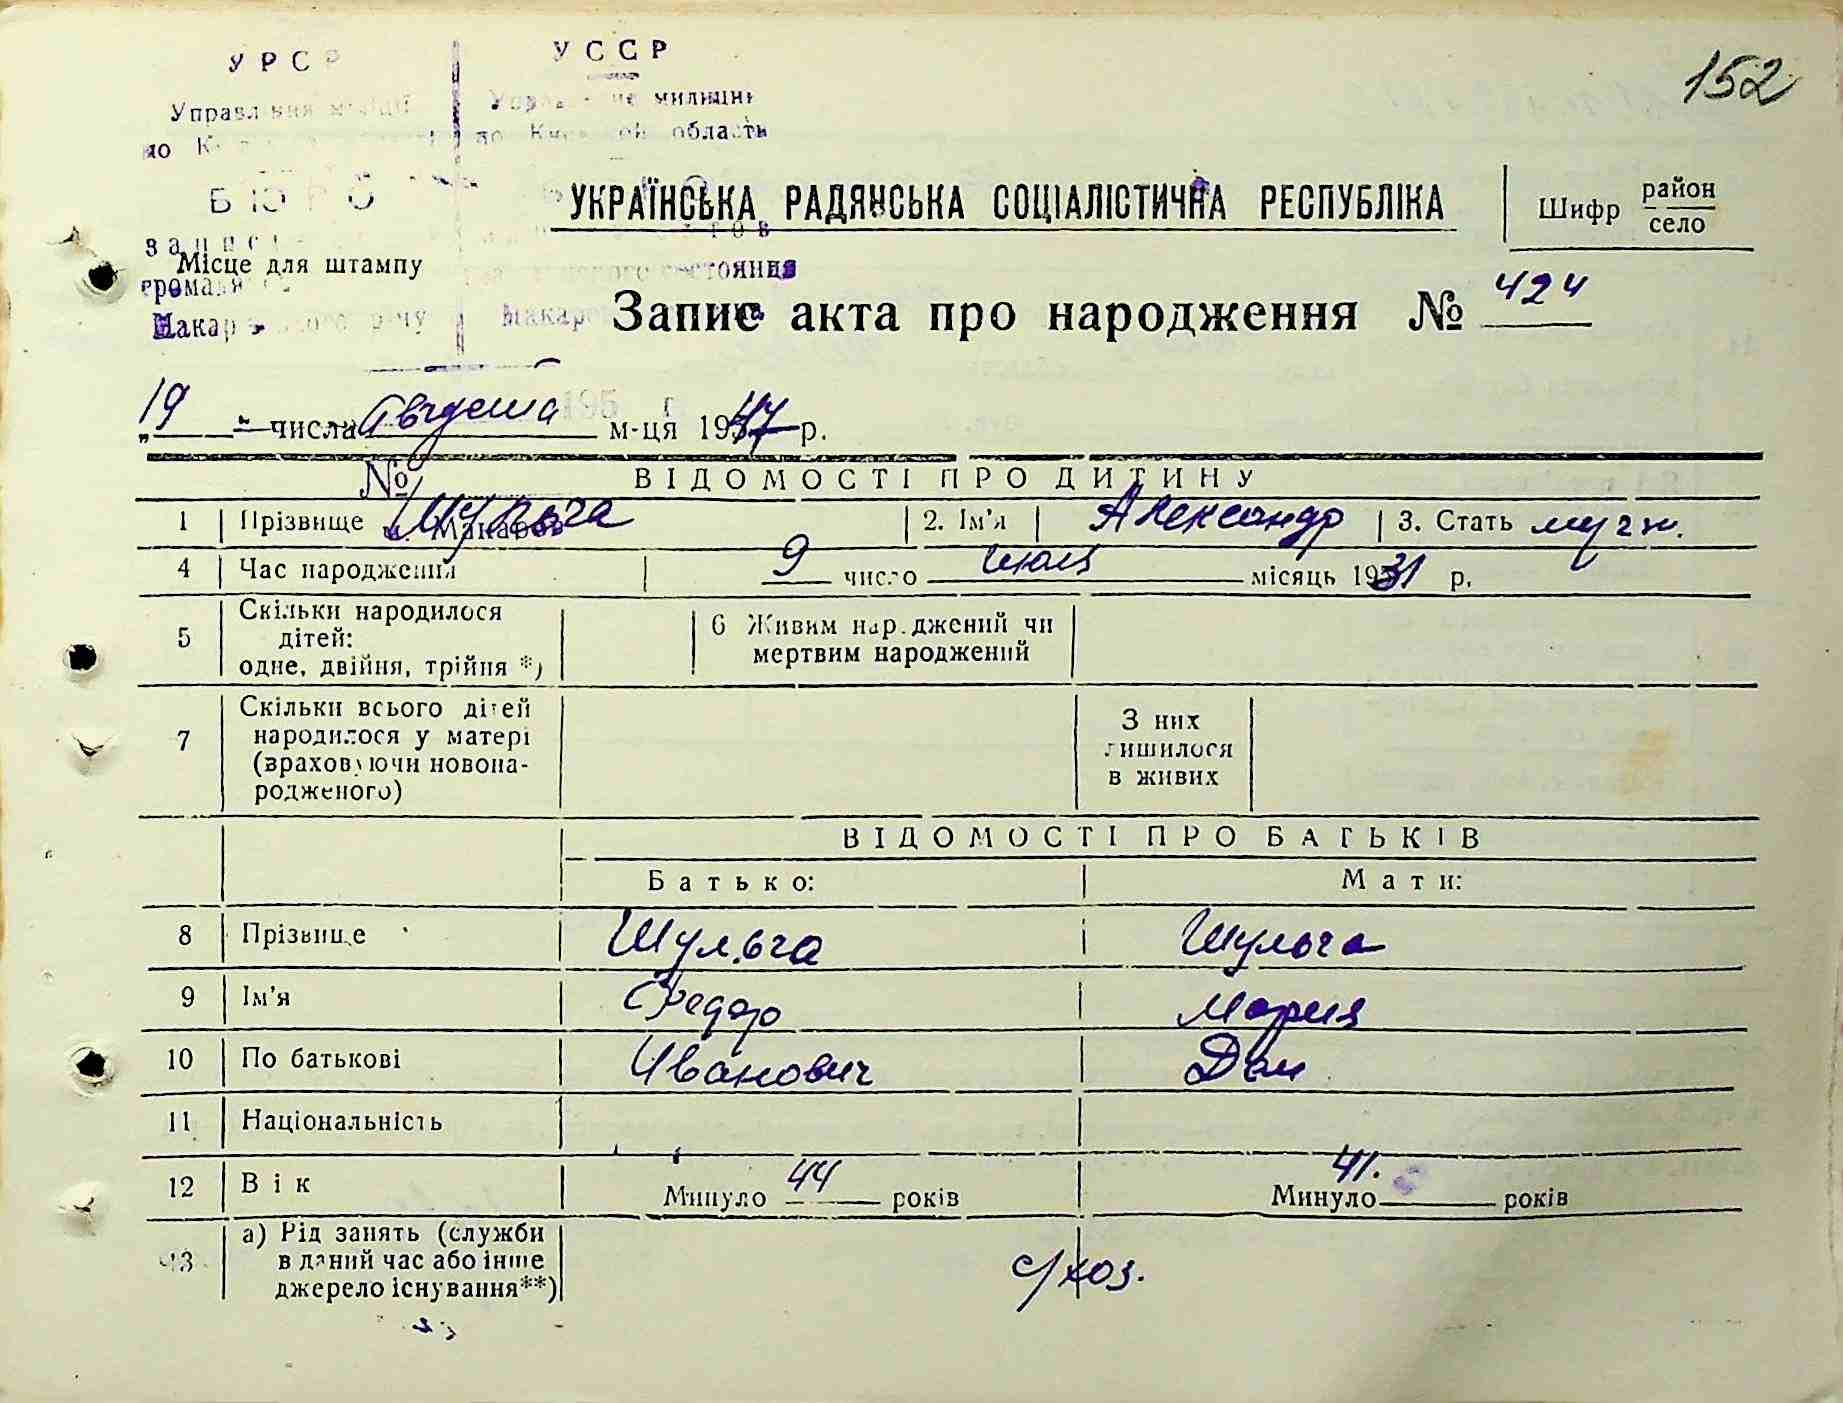 152
УРСР УССР
Управління міліції милиции
по области
БЮРО
УКРАЇНСЬКА РАДЯНСЬКА СОЦІАЛІСТИЧНА РЕСПУБЛІКА
Шифр район село
Місце для штампу состояния
Запис акта про народження № 424
„19" числа Августа м-ця 1947 р.
№ ВІДОМОСТІ ПРО ДИТИНУ
1 Прізвище Шульга 2. Ім'я Александр 3. Стать мужч.
4 Час народження 9 число июля місяць 1931 р.
5 Скільки народилося дітей: одне, двійня, трійня *) 6 Живим народжений чи мертвим народжений
7 Скільки всього дітей народилося у матері (враховуючи новонародженого) З них лишилося в живих
ВІДОМОСТІ ПРО БАТЬКІВ
Батько: Мати:
8 Прізвище Шульга Шульга
9 Ім'я Федор Мария
10 По батькові Иванович Дем
11 Національність
12 Вік Минуло 44 років Минуло 41. років
13 а) Рід занять (служби в даний час або інше джерело існування**) с/хоз.